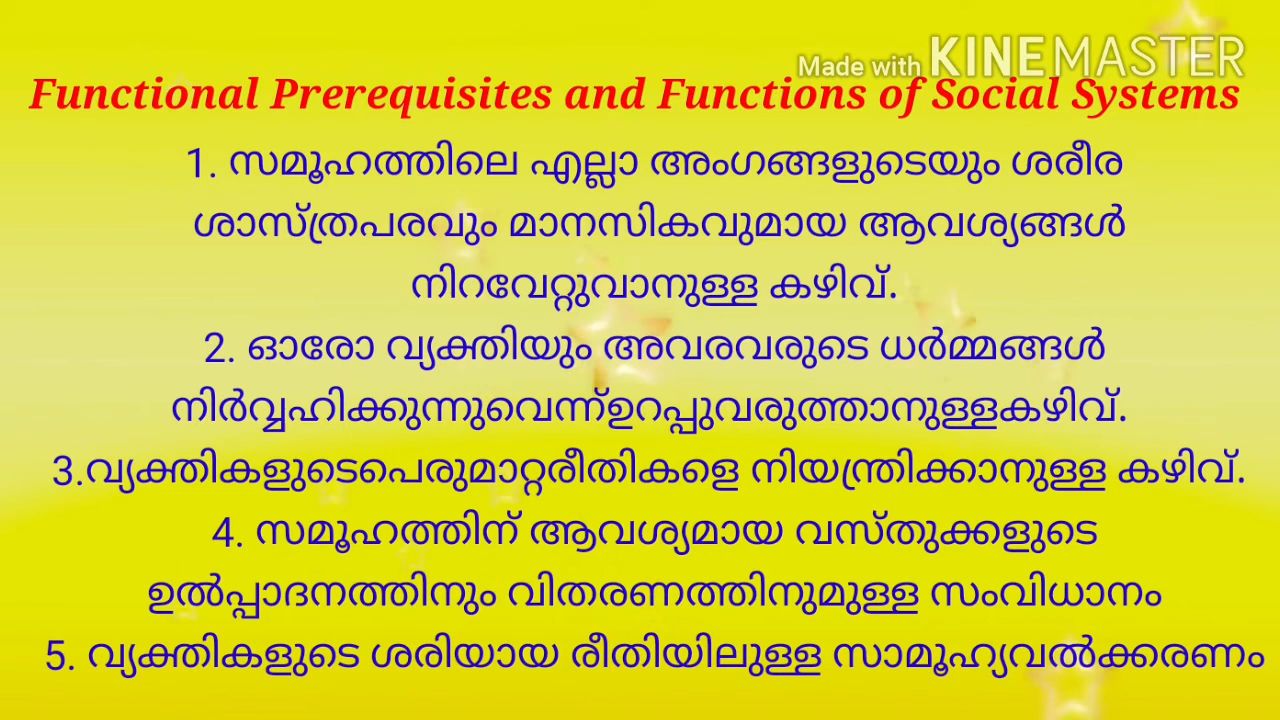 Made with KINEMASTER
Functional Prerequisites and Functions of Social Systems
1. സമൂഹത്തിലെ എല്ലാ അംഗങ്ങളുടെയും ശരീര
ശാസ്ത്രപരവും മാനസികവുമായ ആവശ്യങ്ങൾ
നിറവേറ്റുവാനുള്ള കഴിവ്.
2. ഓരോ വ്യക്തിയും അവരവരുടെ ധർമ്മങ്ങൾ
നിർവ്വഹിക്കുന്നുവെന്ന്ഉറപ്പുവരുത്താനുള്ളകഴിവ്.
3.വ്യക്തികളുടെപെരുമാറ്റരീതികളെ നിയന്ത്രിക്കാനുള്ള കഴിവ്.
4. സമൂഹത്തിന് ആവശ്യമായ വസ്തുക്കളുടെ
ഉൽപ്പാദനത്തിനും വിതരണത്തിനുമുള്ള സംവിധാനം
5. വ്യക്തികളുടെ ശരിയായ രീതിയിലുള്ള സാമൂഹ്യവൽക്കരണം